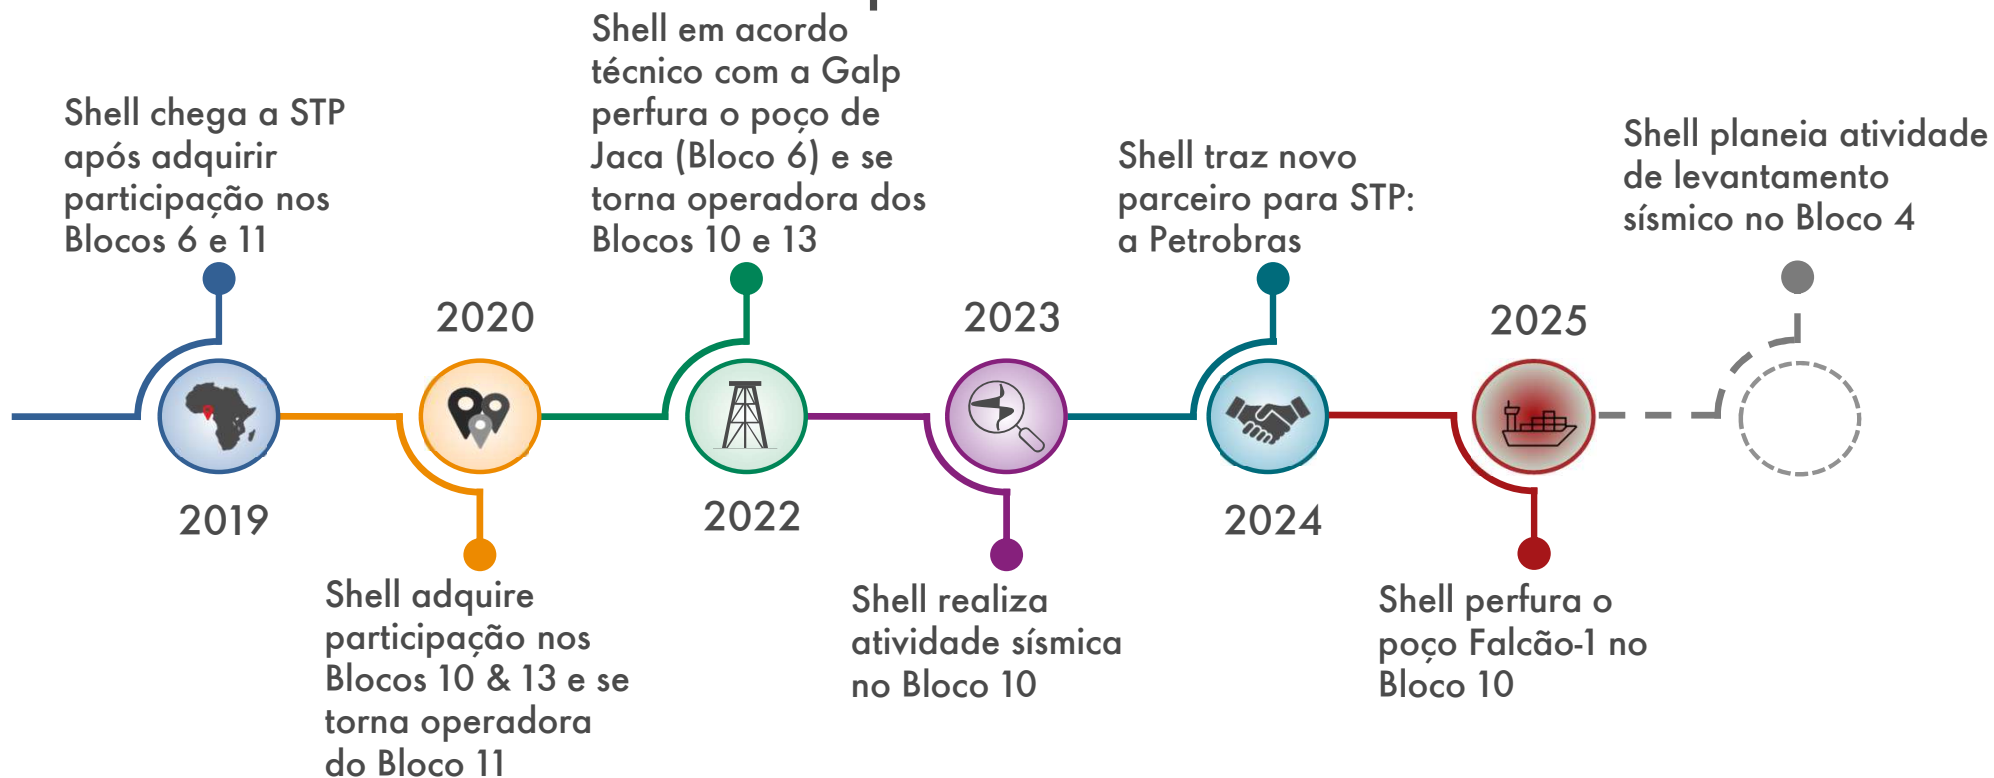 Shell chega a STP
após adquirir
participação nos
Blocos 6 e 11
2019
2020
Shell adquire
participação nos
Blocos 10 & 13 e se
torna operadora
do Bloco 11
Shell em acordo
técnico com a Galp
perfura o poço de
Jaca (Bloco 6) e se
torna operadora dos
Blocos 10 e 13
2022
2023
Shell realiza
atividade sísmica
no Bloco 10
Shell traz novo
parceiro para STP:
a Petrobras
2024
2025
Shell perfura o
poço Falcão-1 no
Bloco 10
Shell planeia atividade
de levantamento
sísmico no Bloco 4